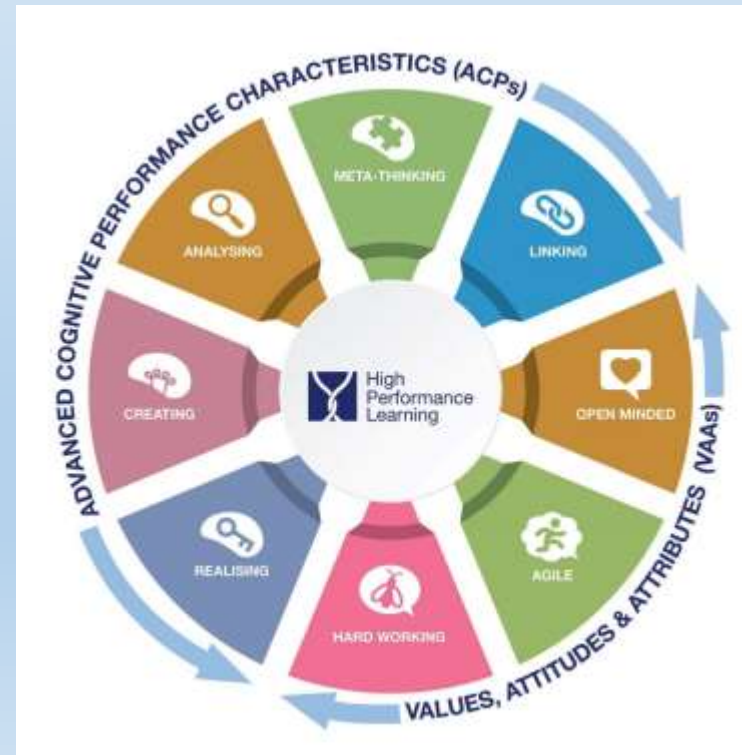 ADVANCED COGNITIVE PERFORMANCE CHARACTERISTICS (ACPs)
META-THINKING
LINKING
ANALYSING
CREATING
REALISING
High
Performance
Learning
OPEN MINDED
AGILE
HARD WORKING
VALUES, ATTITUDES & ATTRIBUTES (VAAs)